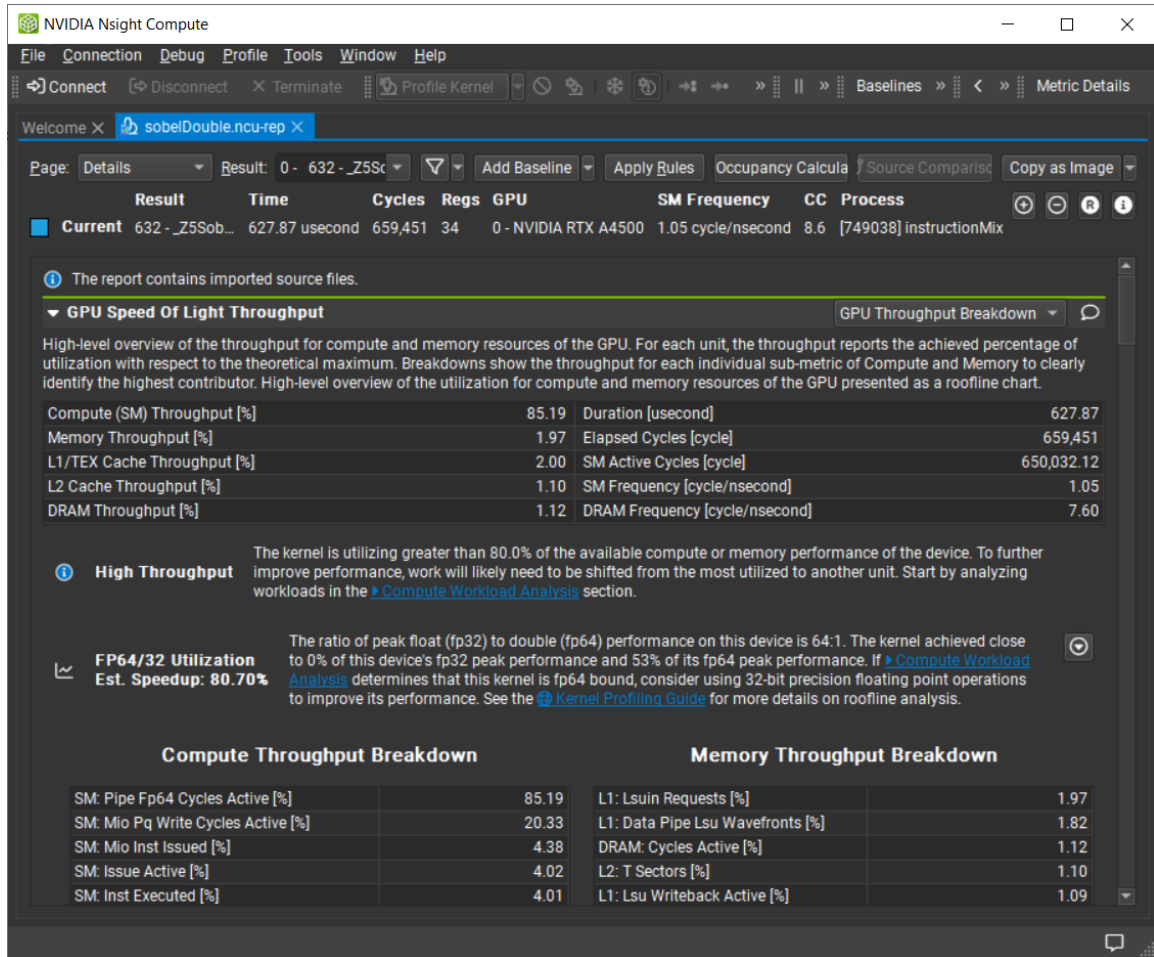 NVIDIA Nsight Compute
File Connection Debug Profile Tools Window Help
Connect Disconnect Terminate Profile Kernel » || » Baselines » < » Metric Details
Welcome × sobelDouble.ncu-rep ×
Page: Details Result: 0 - 632 - _Z5Sc Add Baseline Apply Rules Occupancy Calcula Source Compariso Copy as Image
Result Time Cycles Regs GPU SM Frequency CC Process
Current 632 - _Z5Sob... 627.87 usecond 659,451 34 0 - NVIDIA RTX A4500 1.05 cycle/nsecond 8.6 [749038] instructionMix
The report contains imported source files.
GPU Speed Of Light Throughput GPU Throughput Breakdown
High-level overview of the throughput for compute and memory resources of the GPU. For each unit, the throughput reports the achieved percentage of
utilization with respect to the theoretical maximum. Breakdowns show the throughput for each individual sub-metric of Compute and Memory to clearly
identify the highest contributor. High-level overview of the utilization for compute and memory resources of the GPU presented as a roofline chart.
Compute (SM) Throughput [%] 85.19 Duration [usecond] 627.87
Memory Throughput [%] 1.97 Elapsed Cycles [cycle] 659,451
L1/TEX Cache Throughput [%] 2.00 SM Active Cycles [cycle] 650,032.12
L2 Cache Throughput [%] 1.10 SM Frequency [cycle/nsecond] 1.05
DRAM Throughput [%] 1.12 DRAM Frequency [cycle/nsecond] 7.60
The kernel is utilizing greater than 80.0% of the available compute or memory performance of the device. To further
High Throughput improve performance, work will likely need to be shifted from the most utilized to another unit. Start by analyzing
workloads in the Compute Workload Analysis section.
The ratio of peak float (fp32) to double (fp64) performance on this device is 64:1. The kernel achieved close
FP64/32 Utilization to 0% of this device's fp32 peak performance and 53% of its fp64 peak performance. If Compute Workload
Est. Speedup: 80.70% Analysis determines that this kernel is fp64 bound, consider using 32-bit precision floating point operations
to improve its performance. See the Kernel Profiling Guide for more details on roofline analysis.
Compute Throughput Breakdown Memory Throughput Breakdown
SM: Pipe Fp64 Cycles Active [%] 85.19 L1: Lsuin Requests [%] 1.97
SM: Mio Pq Write Cycles Active [%] 20.33 L1: Data Pipe Lsu Wavefronts [%] 1.82
SM: Mio Inst Issued [%] 4.38 DRAM: Cycles Active [%] 1.12
SM: Issue Active [%] 4.02 L2: T Sectors [%] 1.10
SM: Inst Executed [%] 4.01 L1: Lsu Writeback Active [%] 1.09